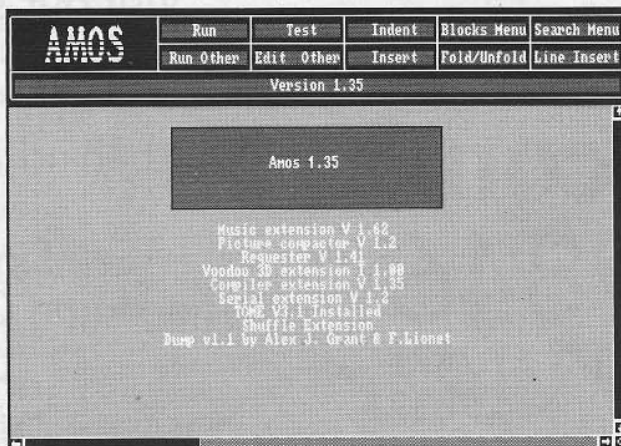 AMOS
Run Test Indent Blocks Menu Search Menu
Run Other Edit Other Insert Fold/Unfold Line Insert
Version 1.35
Amos 1.35
Music extension V 1.62
Picture compactor V 1.2
Requester V 1.41
Voodoo 3D extension I 1.00
Compiler extension V 1.35
Serial extension V 1.2
TOME V3.1 Installed
Shuffle Extension
Dump v1.1 by Alex J. Grant & F.Lionet